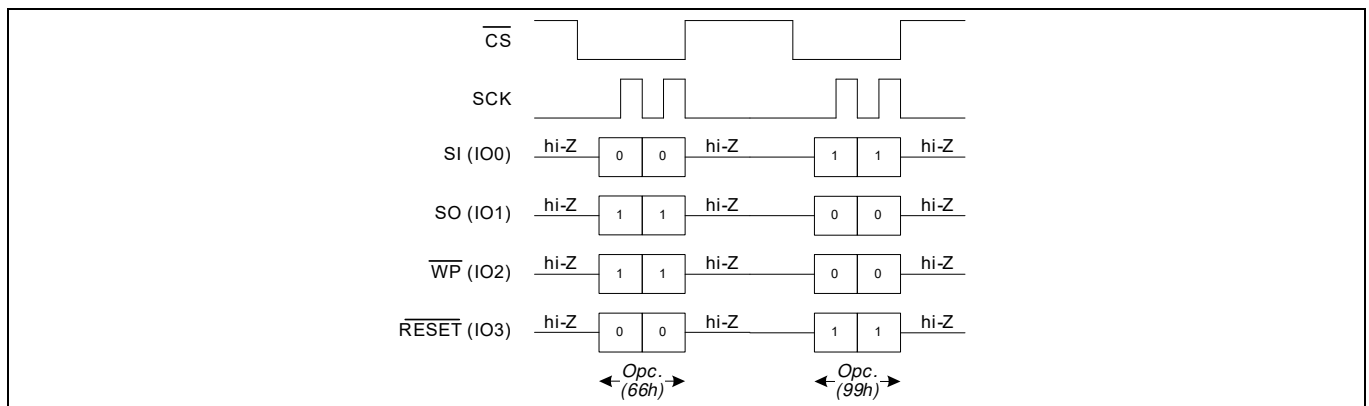 CS
SCK
SI (IO0) hi-Z 0 0 hi-Z 1 1 hi-Z
SO (IO1) hi-Z 1 1 hi-Z 0 0 hi-Z
WP (IO2) hi-Z 1 1 hi-Z 0 0 hi-Z
RESET (IO3) hi-Z 0 0 hi-Z 1 1 hi-Z
Opc. Opc.
(66h) (99h)